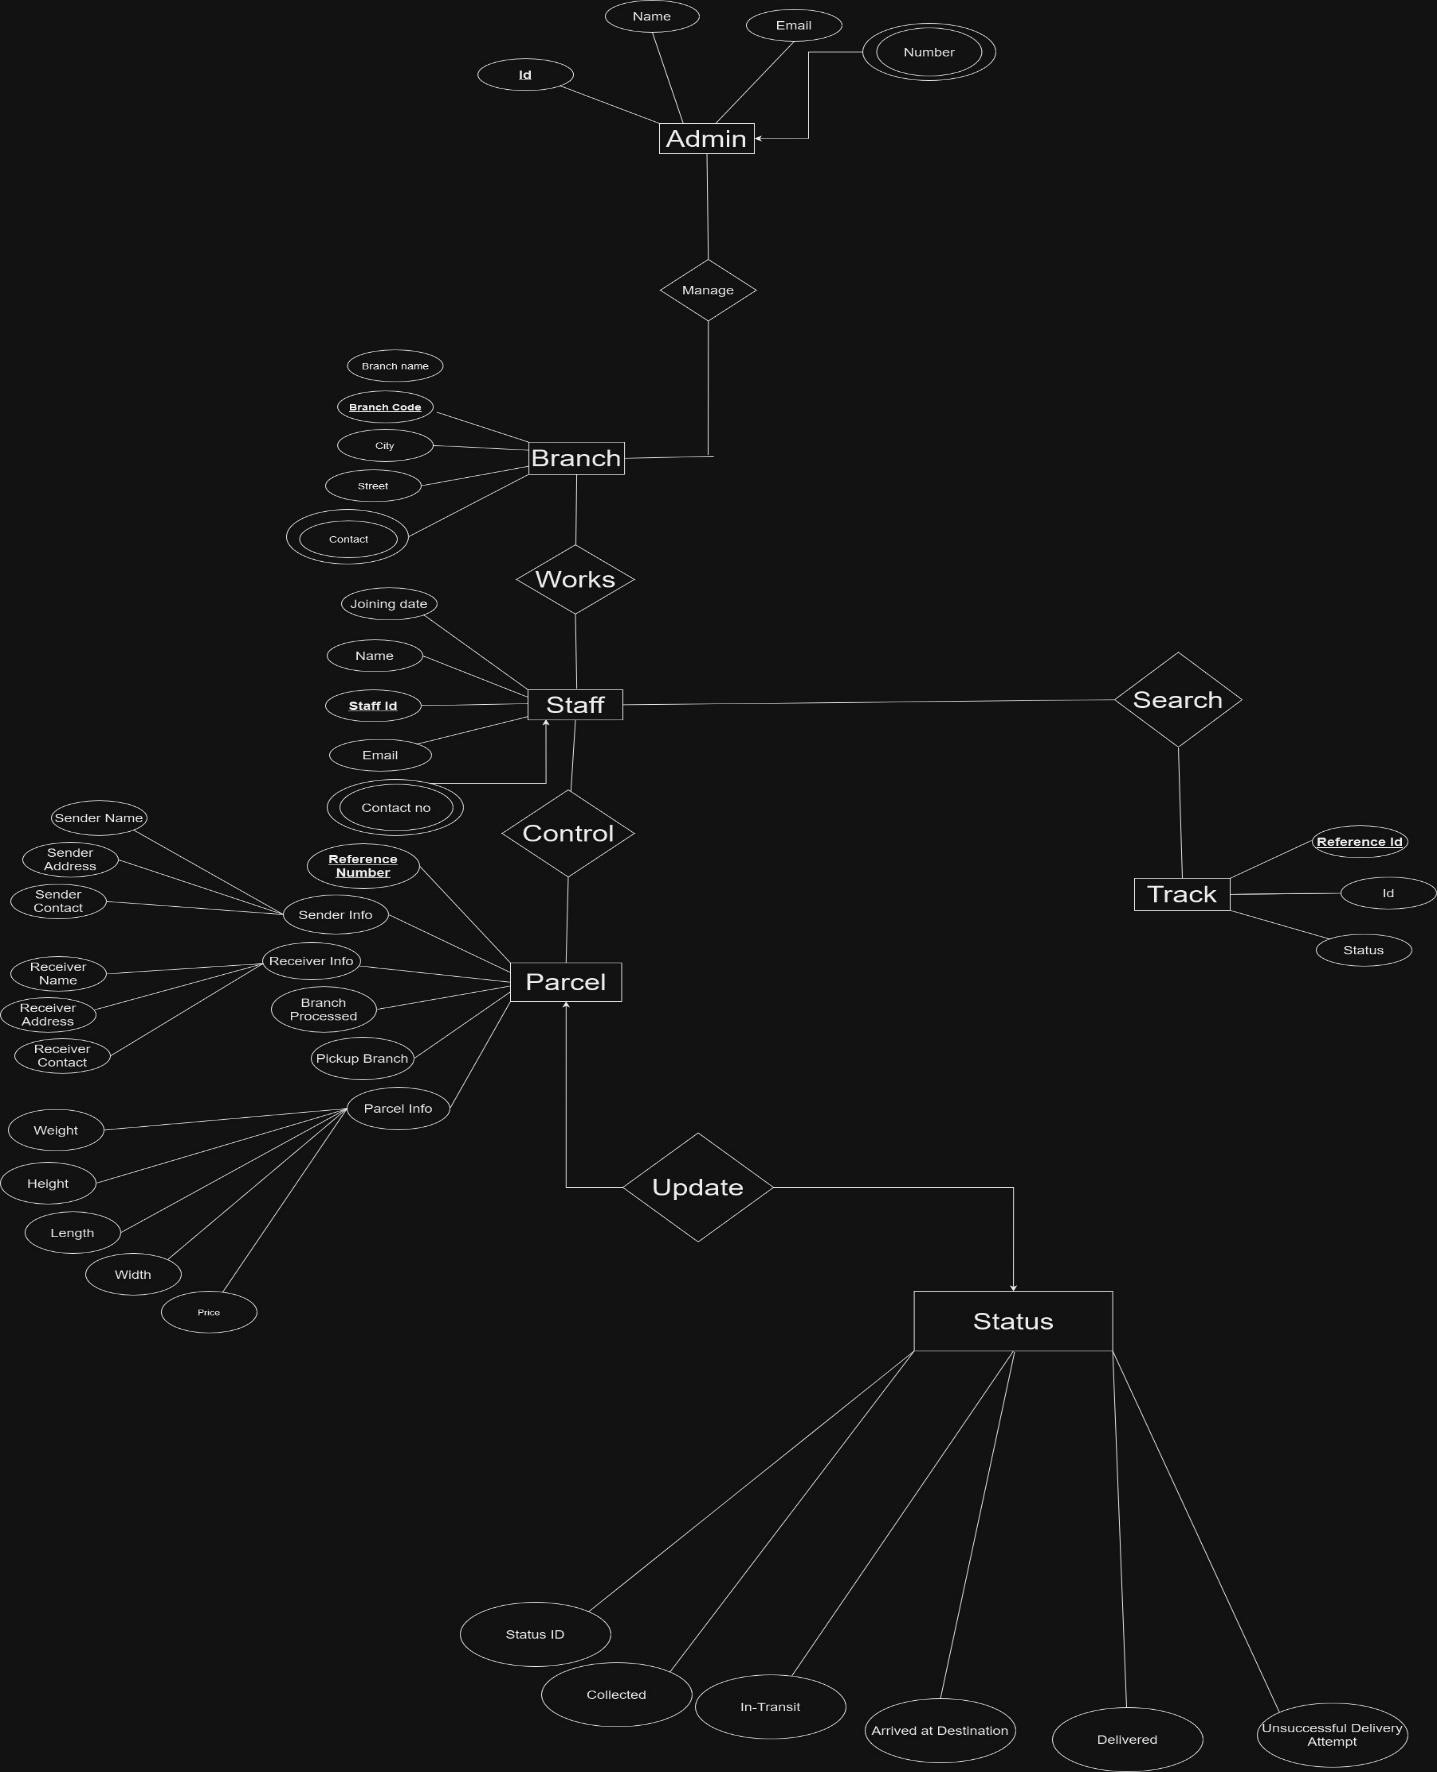 Name
Email
Number
Id
Admin
Manage
Branch name
Branch Code
City
Branch
Street
Contact
Works
Joining date
Name
Search
Staff Id
Staff
Email
Contact no
Sender Name
Control
Reference
Number
Reference Id
Sender
Address
Sender
Contact
Sender Info
Track
Id
Status
Receiver Info
Receiver
Name
Parcel
Branch
Processed
Receiver
Address
Receiver
Contact
Pickup Branch
Parcel Info
Weight
Height
Update
Length
Width
Price
Status
Status ID
Collected
In-Transit
Arrived at Destination
Delivered
Unsuccessful Delivery
Attempt